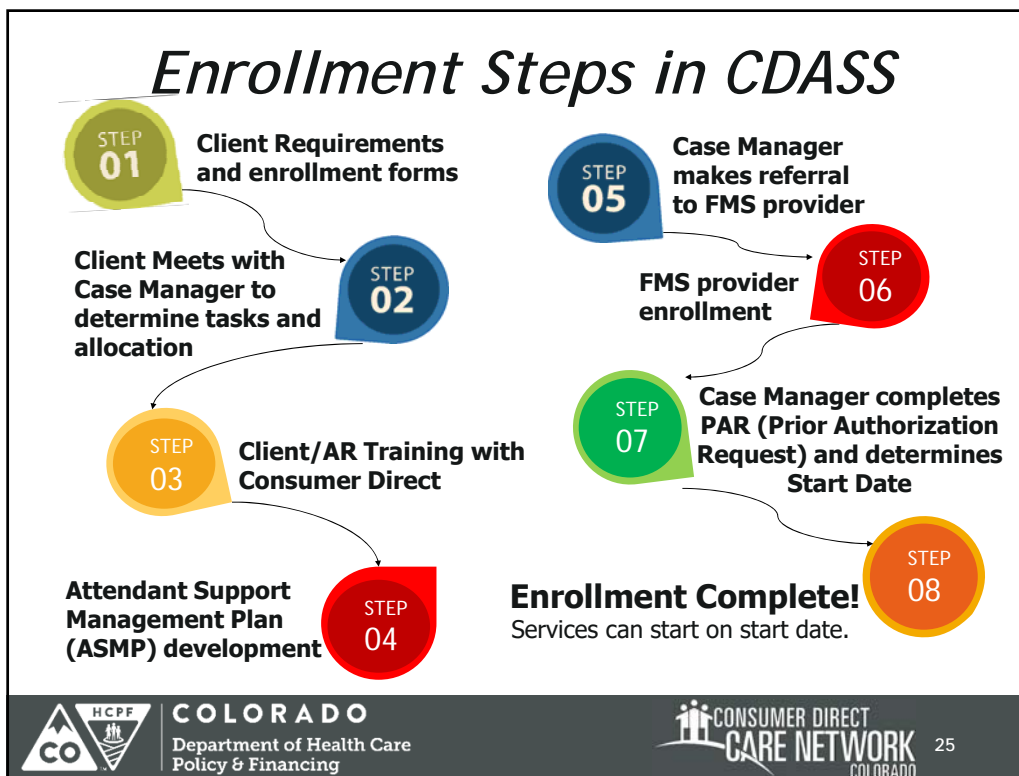 Enrollment Steps in CDASS
STEP
01
Client Requirements
and enrollment forms
STEP
02
Client Meets with
Case Manager to
determine tasks and
allocation
STEP
03
Client/AR Training with
Consumer Direct
STEP
04
Attendant Support
Management Plan
(ASMP) development
STEP
05
Case Manager
makes referral
to FMS provider
STEP
06
FMS provider
enrollment
STEP
07
Case Manager completes
PAR (Prior Authorization
Request) and determines
Start Date
STEP
08
Enrollment Complete!
Services can start on start date.
CO
HCPF
TM
COLORADO
Department of Health Care
Policy & Financing
CONSUMER DIRECT
CARE NETWORK
COLORADO
25